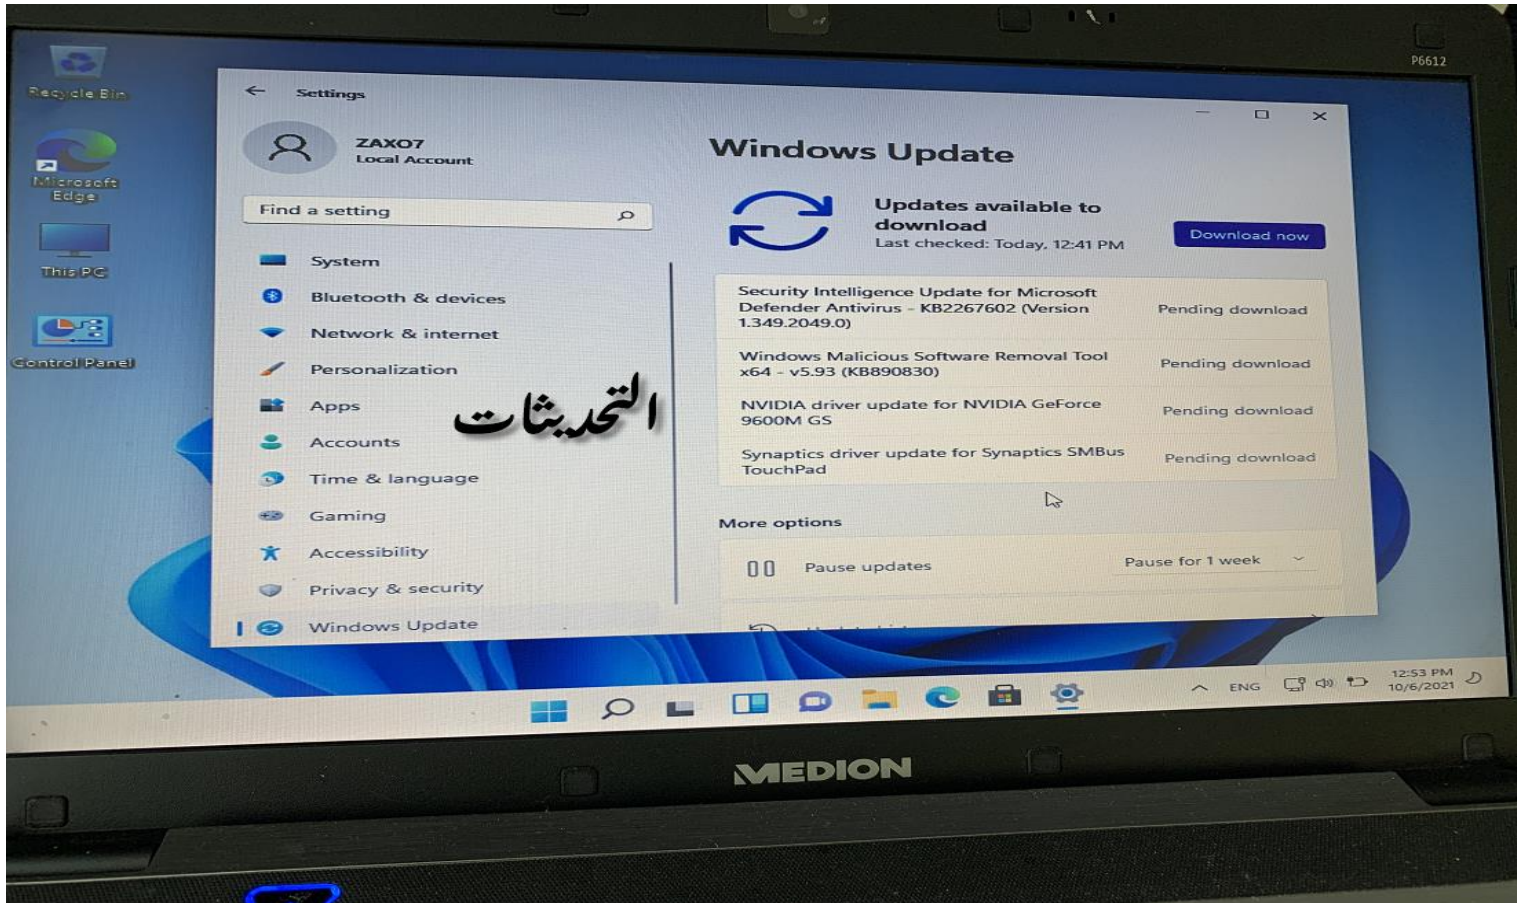 P6612
Recycle Bin
Microsoft
Edge
This PC
Control Panel
Settings
ZAXO7
Local Account
Find a setting
System
Bluetooth & devices
Network & internet
Personalization
Apps
Accounts
Time & language
Gaming
Accessibility
Privacy & security
Windows Update
التحديثات
Windows Update
Updates available to
download
Last checked: Today, 12:41 PM
Download now
Security Intelligence Update for Microsoft
Defender Antivirus - KB2267602 (Version
1.349.2049.0)
Pending download
Windows Malicious Software Removal Tool
x64 - v5.93 (KB890830)
Pending download
NVIDIA driver update for NVIDIA GeForce
9600M GS
Pending download
Synaptics driver update for Synaptics SMBus
TouchPad
Pending download
More options
Pause updates
Pause for 1 week
ENG
12:53 PM
10/6/2021
MEDION